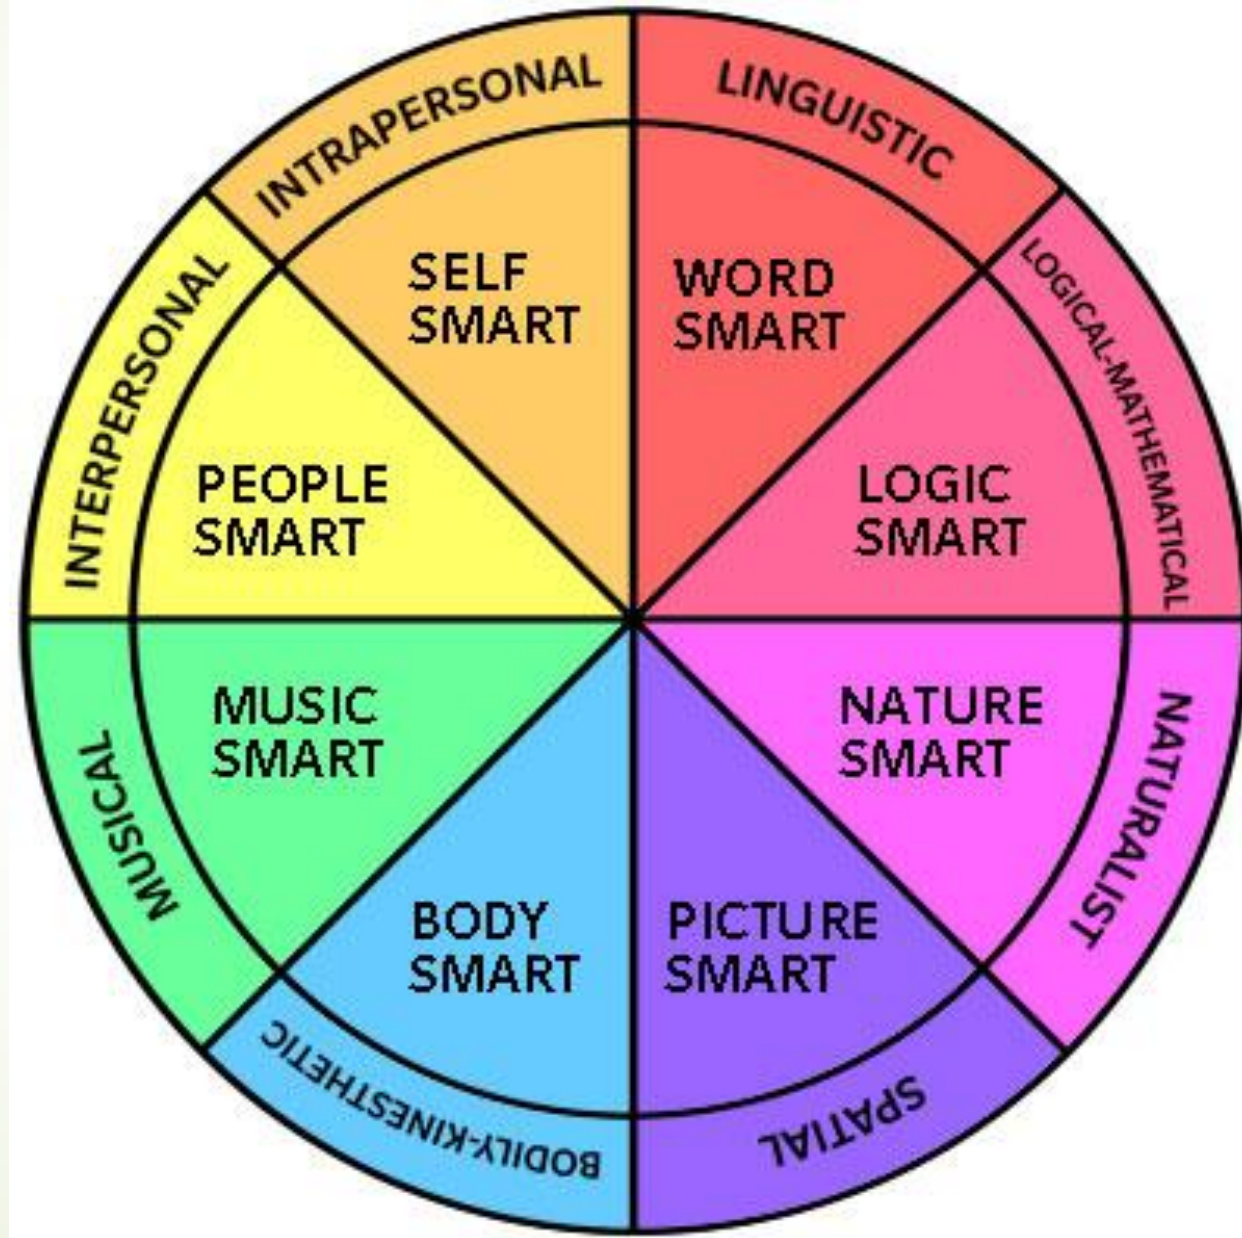 INTRAPERSONAL
LINGUISTIC
LOGICAL-MATHEMATICAL
NATURALIST
SPATIAL
BODILY-KINESTHETIC
MUSICAL
INTERPERSONAL
SELF
SMART
WORD
SMART
PEOPLE
SMART
LOGIC
SMART
MUSIC
SMART
NATURE
SMART
BODY
SMART
PICTURE
SMART